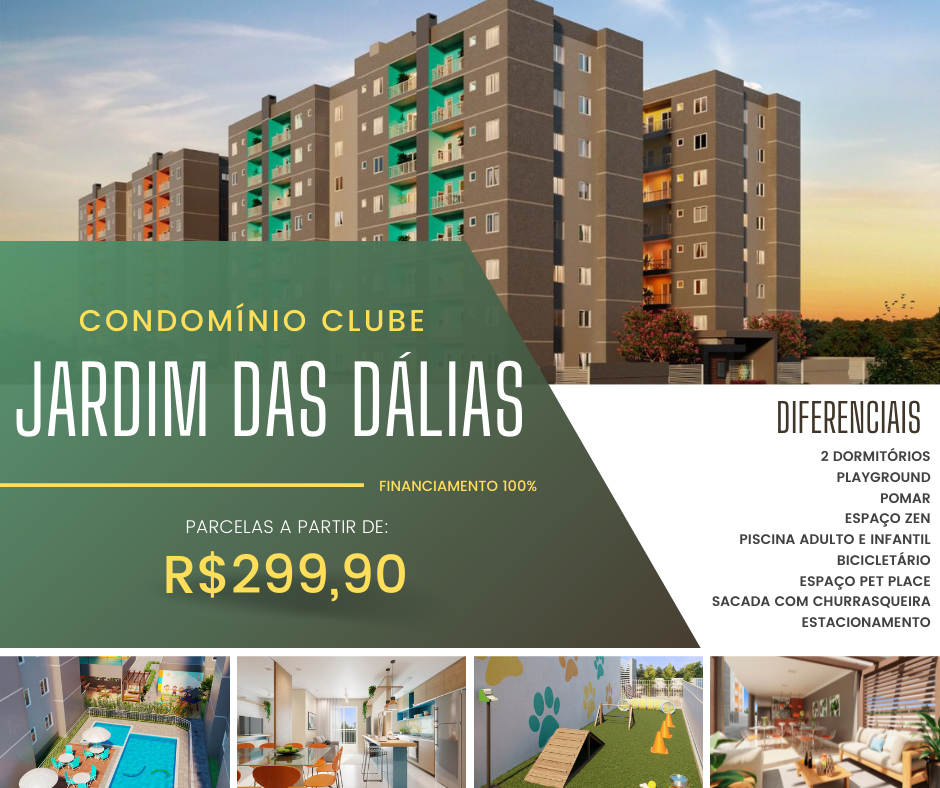 CONDOMÍNIO CLUBE
JARDIM DAS DÁLIAS
FINANCIAMENTO 100%
PARCELAS A PARTIR DE:
R$299,90
DIFERENCIAIS
2 DORMITÓRIOS
PLAYGROUND
POMAR
ESPAÇO ZEN
PISCINA ADULTO E INFANTIL
BICICLETÁRIO
ESPAÇO PET PLACE
SACADA COM CHURRASQUEIRA
ESTACIONAMENTO